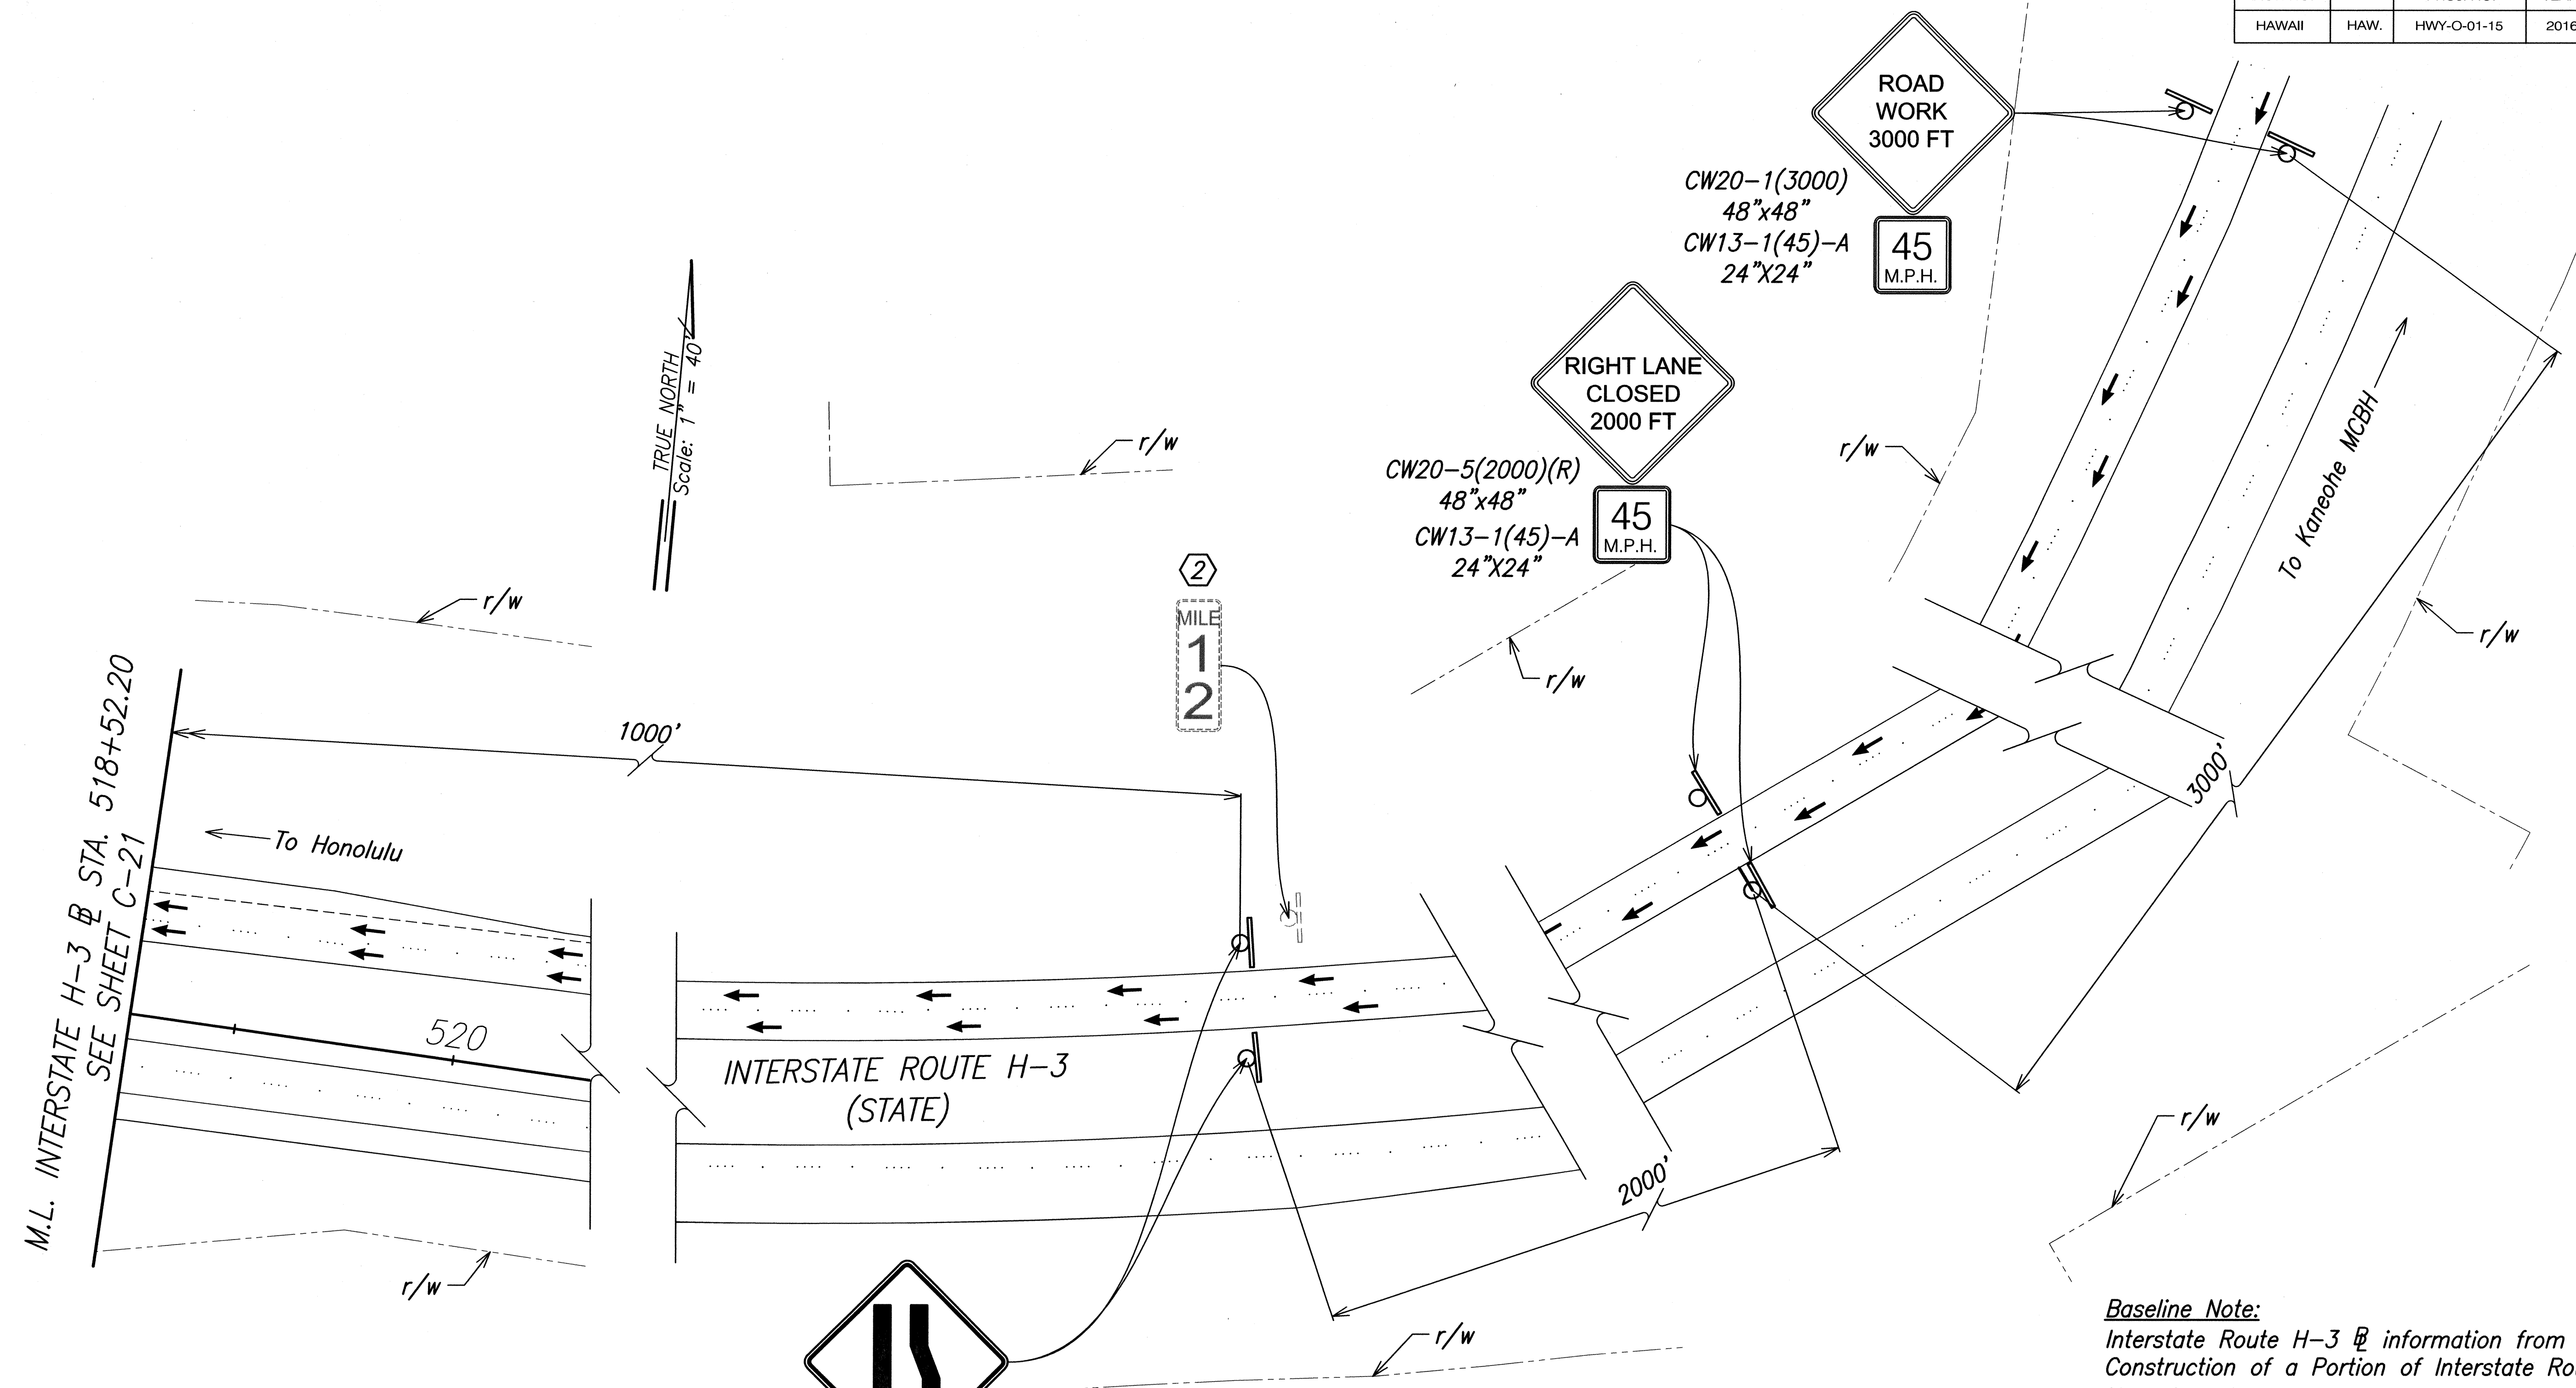 HAWAII HAW. HWY-O-01-15 2016
ROAD
WORK
3000 FT
CW20-1(3000)
48"x48"
CW13-1(45)-A
24"X24"
45
M.P.H.
RIGHT LANE
CLOSED
2000 FT
CW20-5(2000)(R)
48"x48"
CW13-1(45)-A
24"X24"
45
M.P.H.
TRUE NORTH
Scale: 1" = 40'
r/w
r/w
r/w
r/w
r/w
To Kaneohe MCBH
2
MILE
1
2
1000'
3000'
To Honolulu
M.L. INTERSTATE H-3 BL STA. 518+52.20
SEE SHEET C-21
520
INTERSTATE ROUTE H-3
(STATE)
2000'
r/w
r/w
r/w
Baseline Note:
Interstate Route H-3 BL information from
Construction of a Portion of Interstate